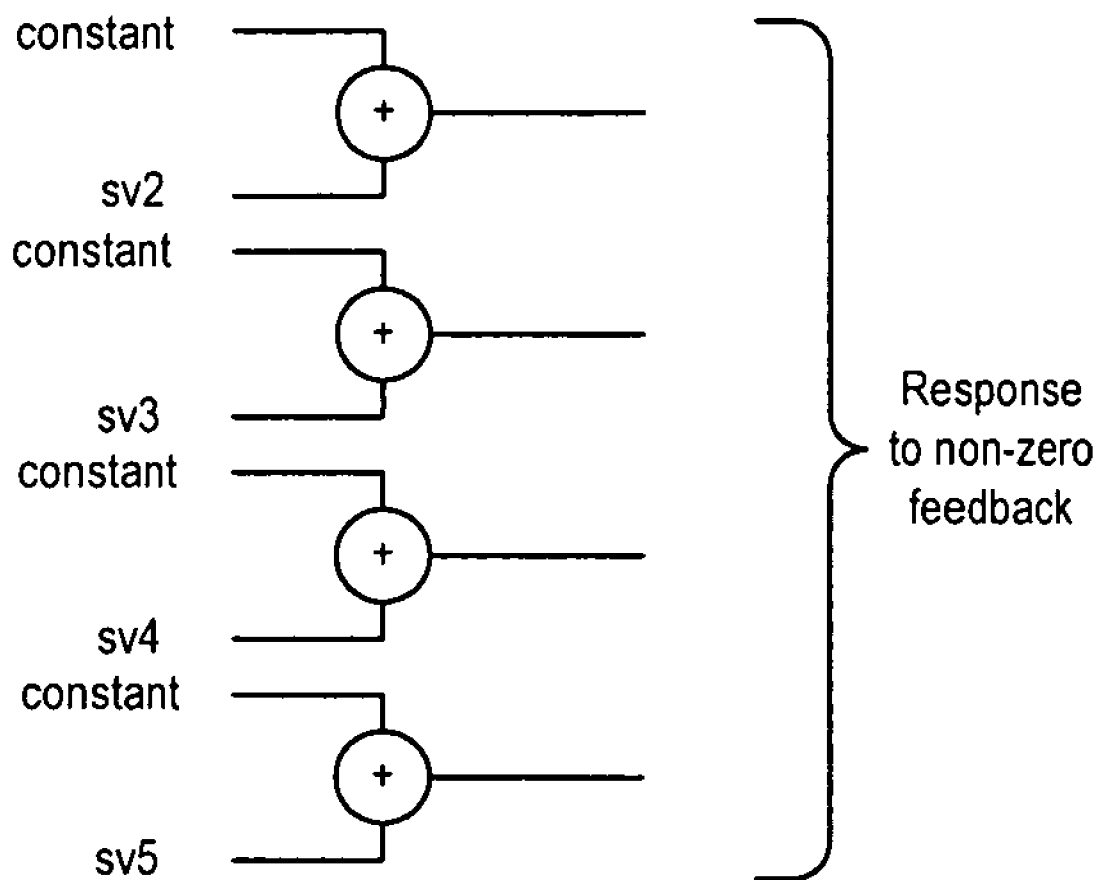 constant
+
sv2
constant
+
sv3
constant
+
sv4
constant
+
sv5
Response
to non-zero
feedback